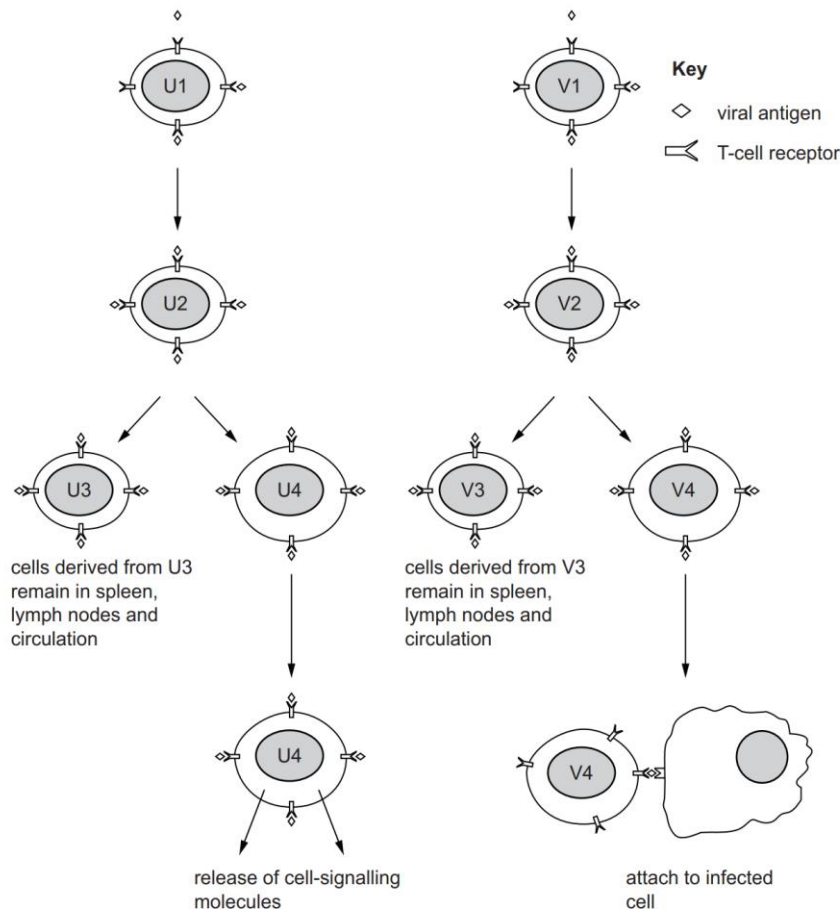 U1
V1
Key
viral antigen
T-cell receptor
U2
V2
U3
U4
V3
V4
cells derived from U3
remain in spleen,
lymph nodes and
circulation
cells derived from V3
remain in spleen,
lymph nodes and
circulation
U4
V4
release of cell-signalling
molecules
attach to infected
cell